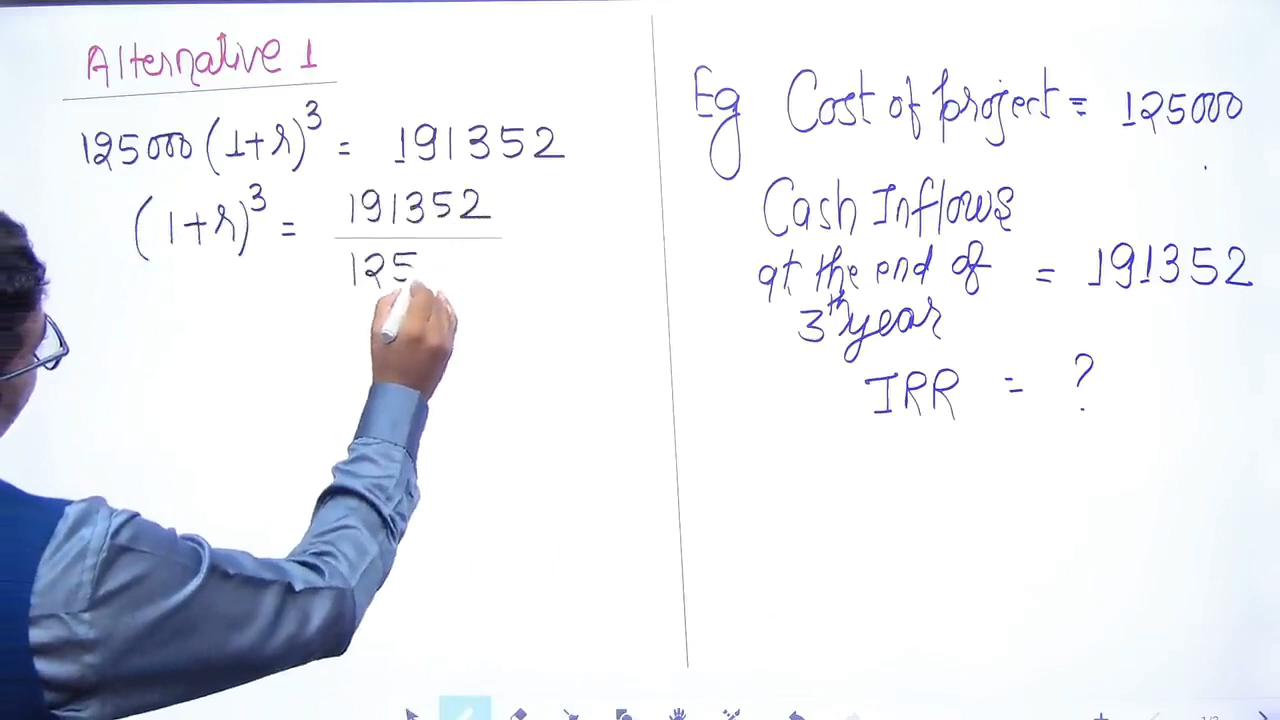 Alternative 1
125000 (1+r)^3 = 191352
(1+r)^3 = 191352
125
Eg Cost of project = 125000
Cash Inflows
at the end of = 191352
3th year
IRR = ?